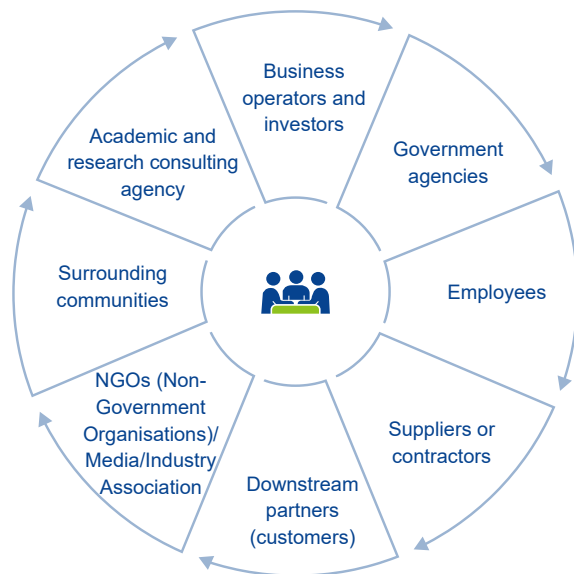 Business
operators and
investors
Government
agencies
Employees
Suppliers or
contractors
Downstream
partners
(customers)
NGOs (Non-
Government
Organisations)/
Media/Industry
Association
Surrounding
communities
Academic and
research consulting
agency